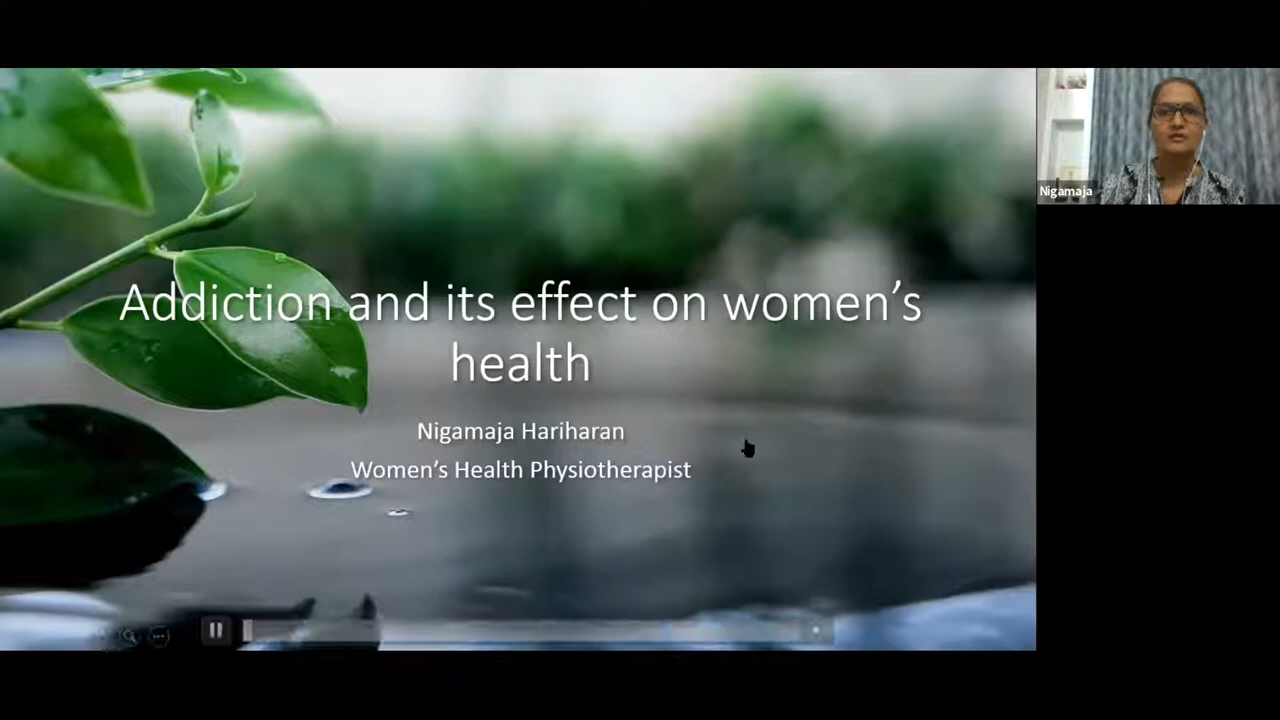 Addiction and its effect on women's
health
Nigamaja Hariharan
Women's Health Physiotherapist
Nigamaja